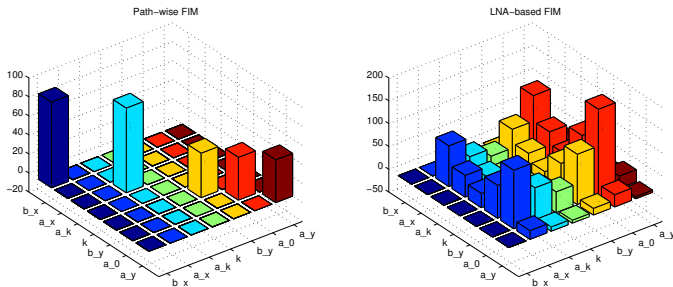 Path-wise FIM
LNA-based FIM
100
80
60
40
20
0
-20
b_x
a_x
a_k
k
b_y
a_0
a_y
b_x
a_x
a_k
k
b_y
a_0
a_y
200
150
100
50
0
-50
b_x
a_x
a_k
k
b_y
a_0
a_y
b_x
a_x
a_k
k
b_y
a_0
a_y